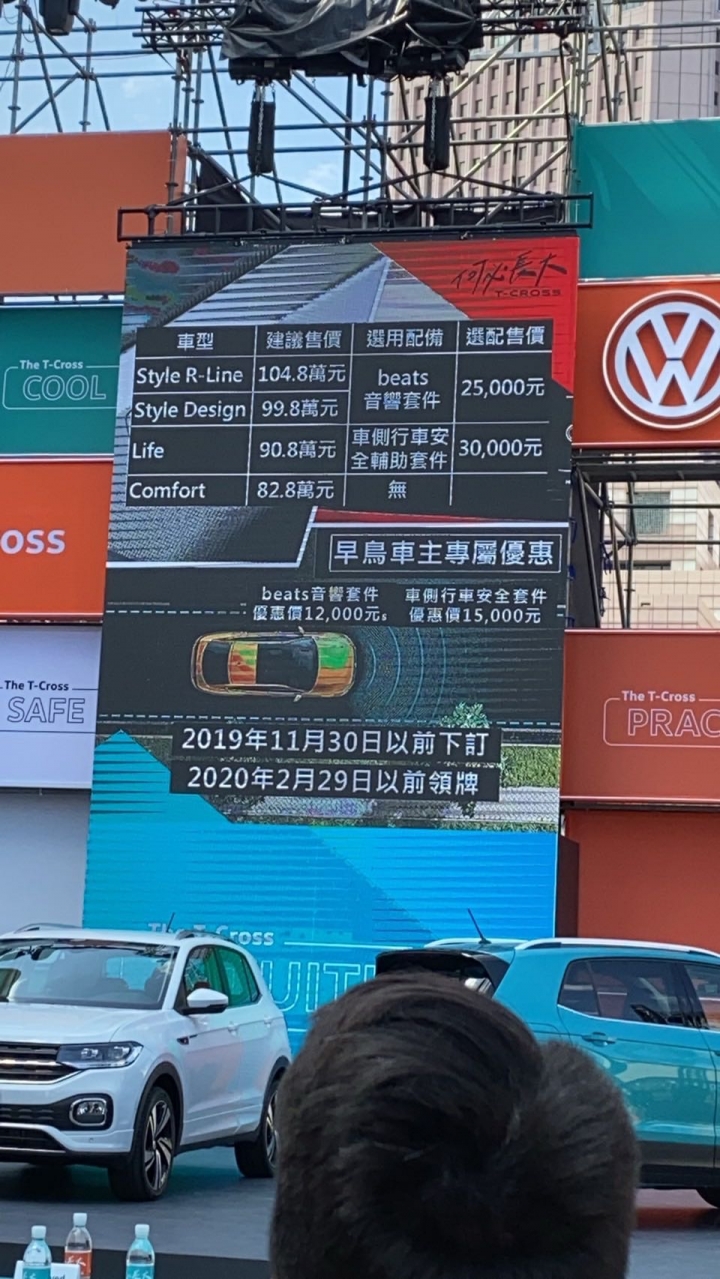 何必長大
T-CROSS
車型 建議售價 選用配備 選配售價
Style R-Line 104.8萬元 beats 音響套件 25,000元
Style Design 99.8萬元
Life 90.8萬元 車側行車安全輔助套件 30,000元
Comfort 82.8萬元 無
The T-Cross
COOL
oss
早鳥車主專屬優惠
beats音響套件 車側行車安全套件
優惠價12,000元。 優惠價15,000元
The T-Cross
SAFE
The T-Cross
PRAC
2019年11月30日以前下訂
2020年2月29日以前領牌
The T-Cross
UIT